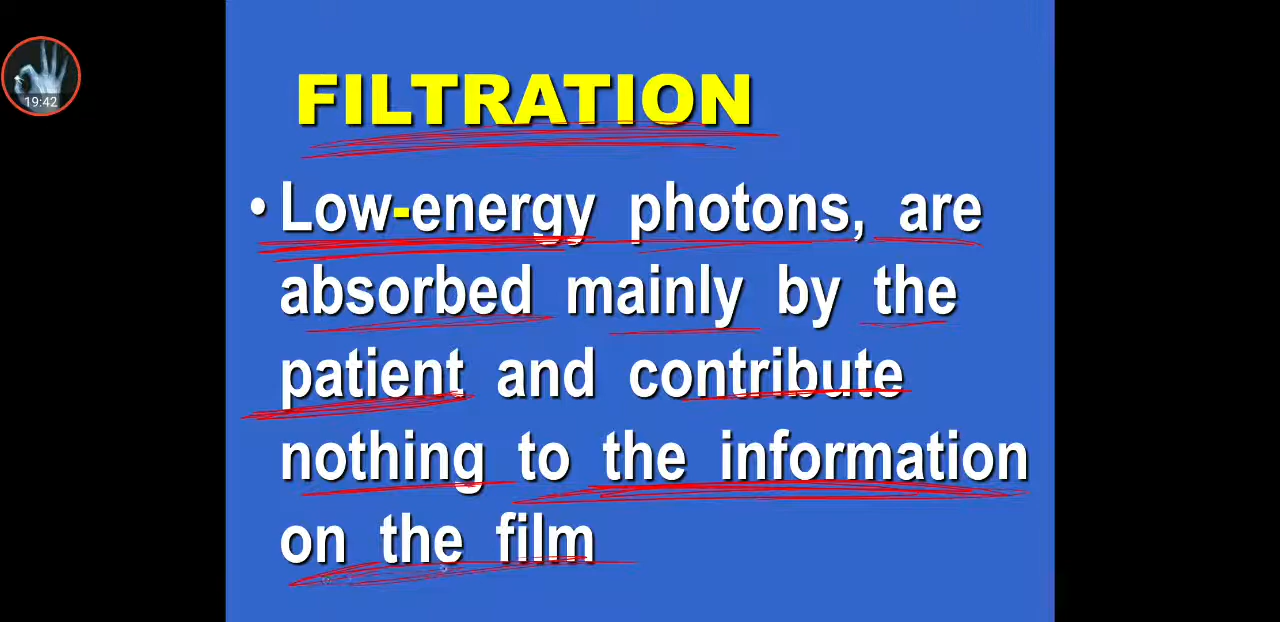 19:42
FILTRATION
• Low-energy photons, are
absorbed mainly by the
patient and contribute
nothing to the information
on the film